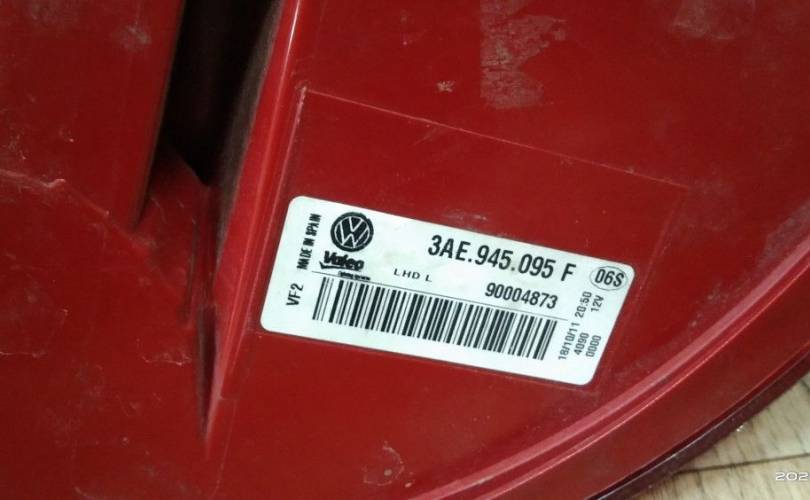 MADE IN SPAIN
VF2
Valeo
LHD L
3AE.945.095 F
06S
90004873
18/10/11 20:50
12V
4090
0000
202